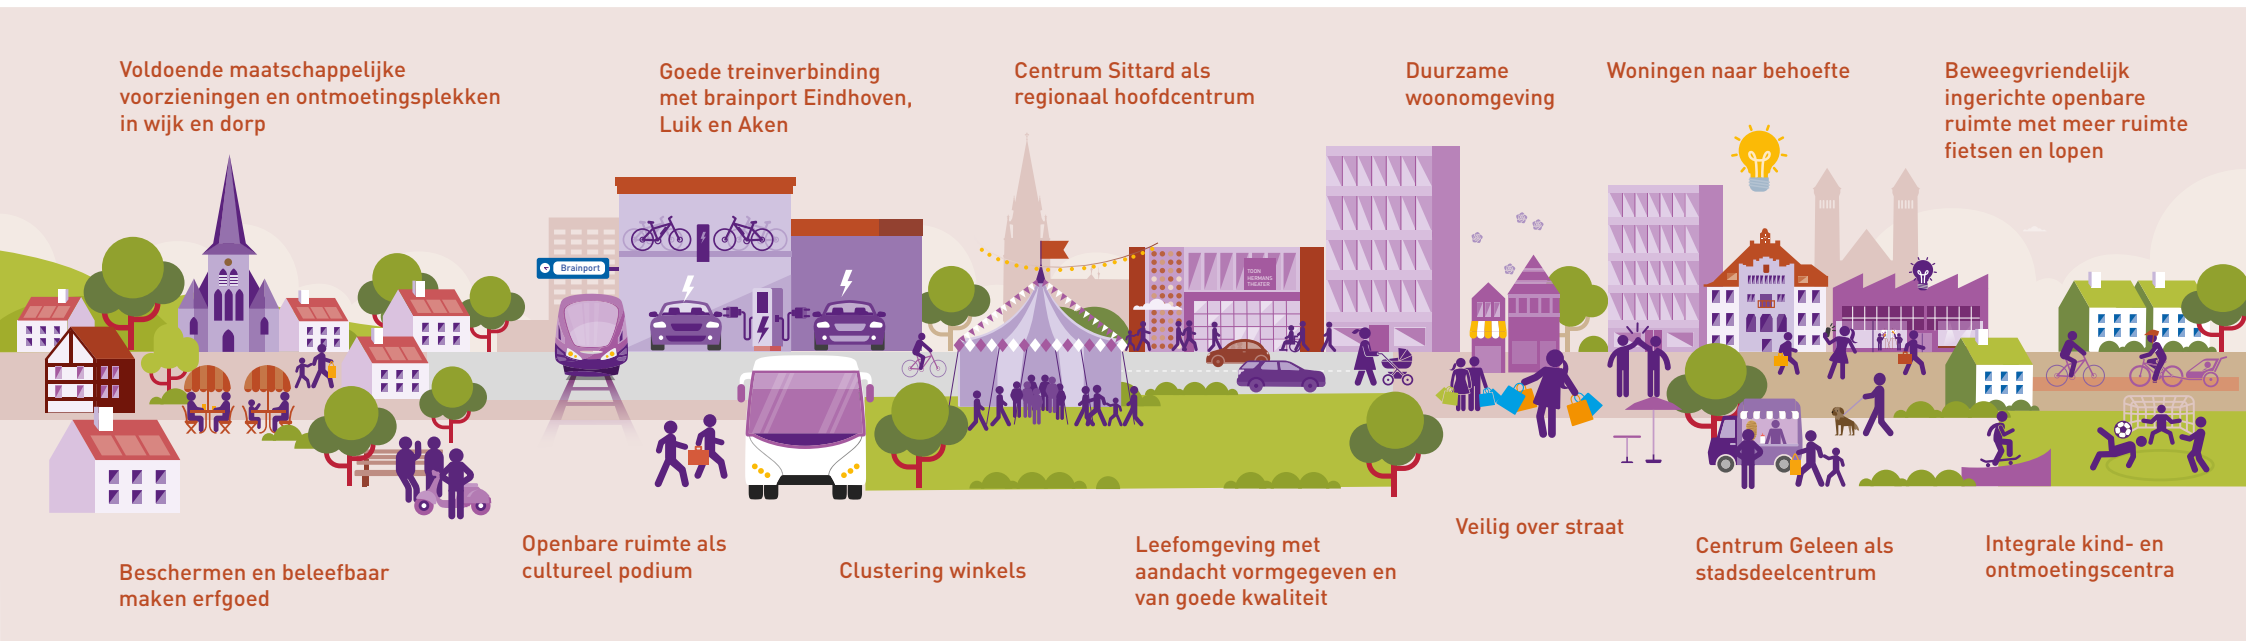 Voldoende maatschappelijke
voorzieningen en ontmoetingsplekken
in wijk en dorp
Goede treinverbinding
met brainport Eindhoven,
Luik en Aken
Centrum Sittard als
regionaal hoofdcentrum
Duurzame
woonomgeving
Woningen naar behoefte
Beweegvriendelijk
ingerichte openbare
ruimte met meer ruimte
fietsen en lopen
Brainport
TOON
HERMANS
THEATER
Beschermen en beleefbaar
maken erfgoed
Openbare ruimte als
cultureel podium
Clustering winkels
Leefomgeving met
aandacht vormgegeven en
van goede kwaliteit
Veilig over straat
Centrum Geleen als
stadsdeelcentrum
Integrale kind- en
ontmoetingscentra